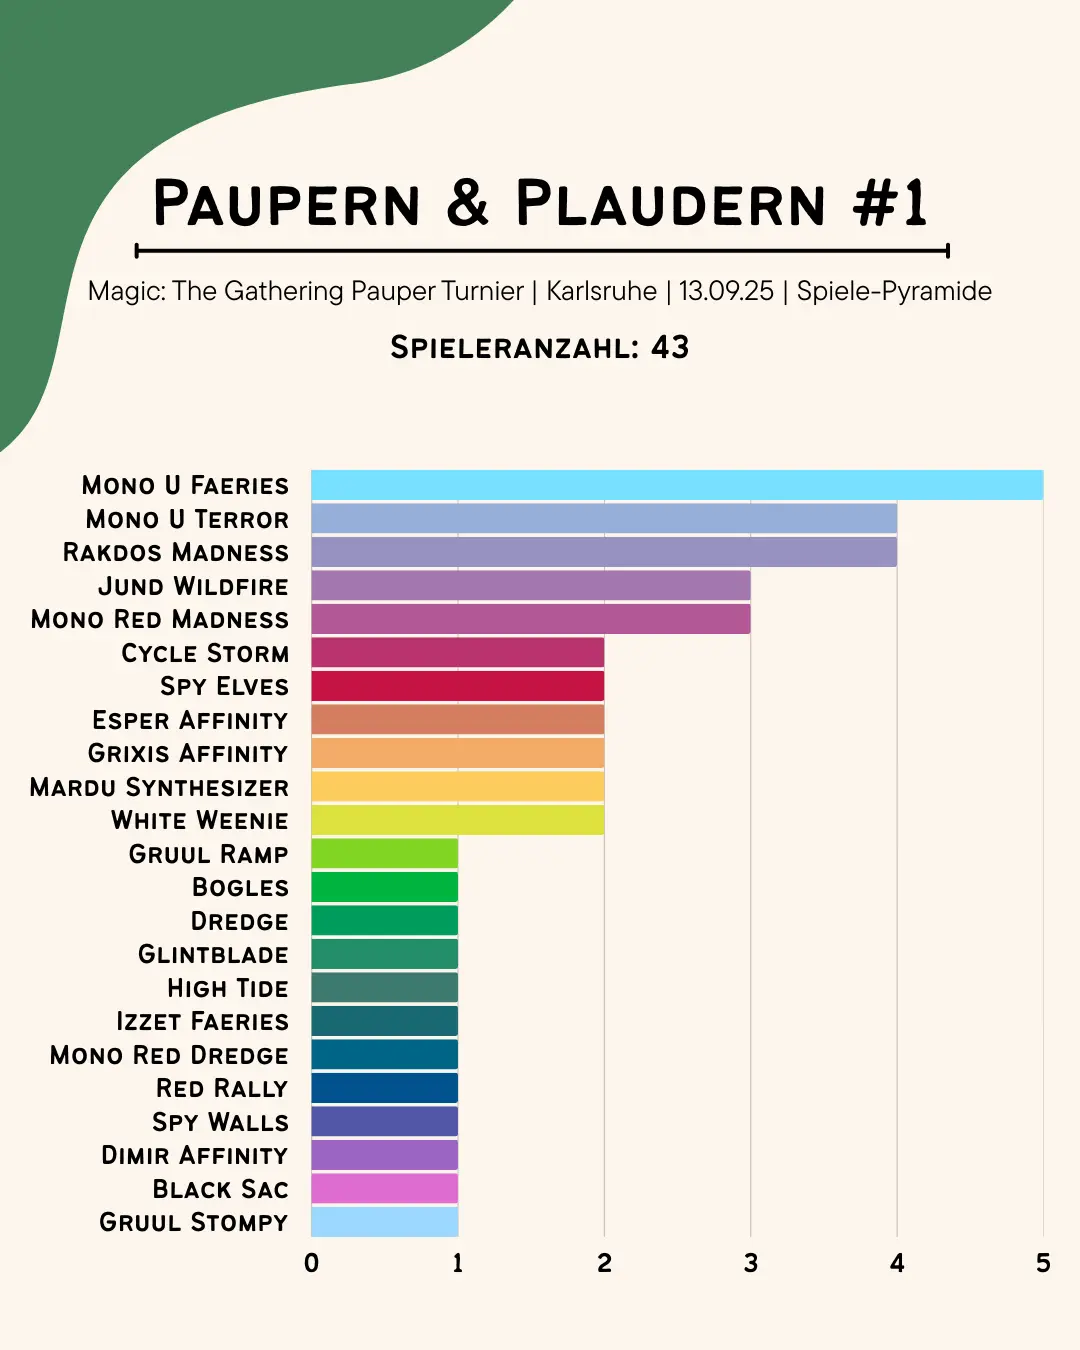 Paupern & Plaudern #1
Magic: The Gathering Pauper Turnier | Karlsruhe | 13.09.25 | Spiele-Pyramide
Spieleranzahl: 43
Mono U Faeries
Mono U Terror
Rakdos Madness
Jund Wildfire
Mono Red Madness
Cycle Storm
Spy Elves
Esper Affinity
Grixis Affinity
Mardu Synthesizer
White Weenie
Gruul Ramp
Bogles
Dredge
Glintblade
High Tide
Izzet Faeries
Mono Red Dredge
Red Rally
Spy Walls
Dimir Affinity
Black Sac
Gruul Stompy
0 1 2 3 4 5